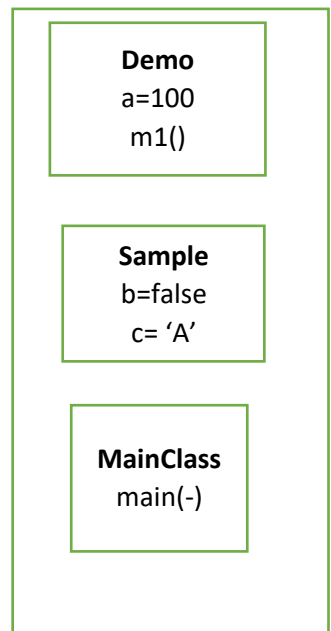 Demo
a=100
m1()
Sample
b=false
c= ‘A’
MainClass
main(-)